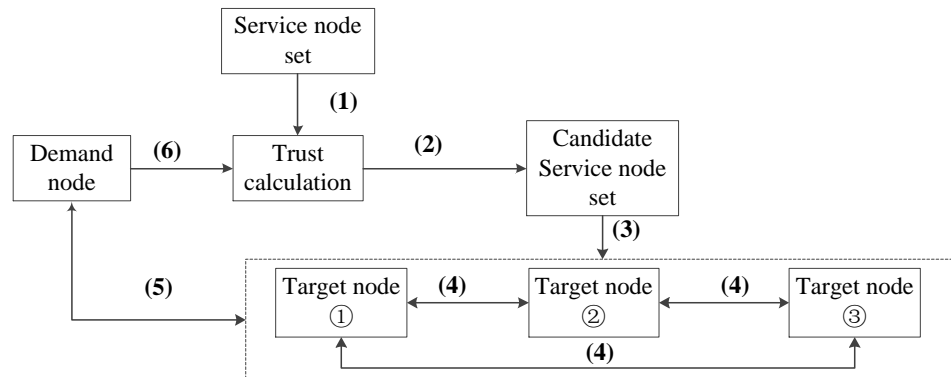 Service node
set
(1)
Demand
node
(6)
Trust
calculation
(2)
Candidate
Service node
set
(3)
(5)
Target node
①
(4)
Target node
②
(4)
Target node
③
(4)